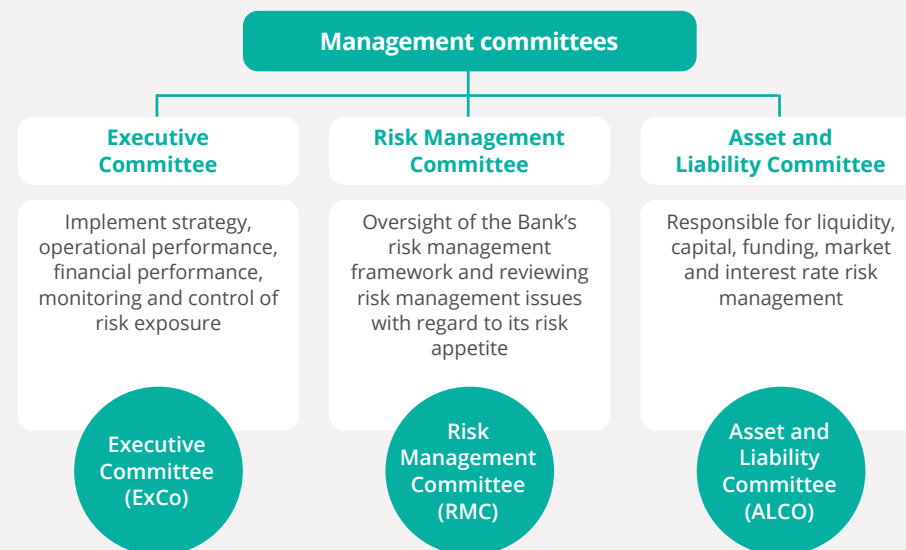 Management committees
Executive
Committee
Risk Management
Committee
Asset and
Liability Committee
Implement strategy,
operational performance,
financial performance,
monitoring and control of
risk exposure
Oversight of the Bank’s
risk management
framework and reviewing
risk management issues
with regard to its risk
appetite
Responsible for liquidity,
capital, funding, market
and interest rate risk
management
Executive
Committee
(ExCo)
Risk
Management
Committee
(RMC)
Asset and
Liability
Committee
(ALCO)